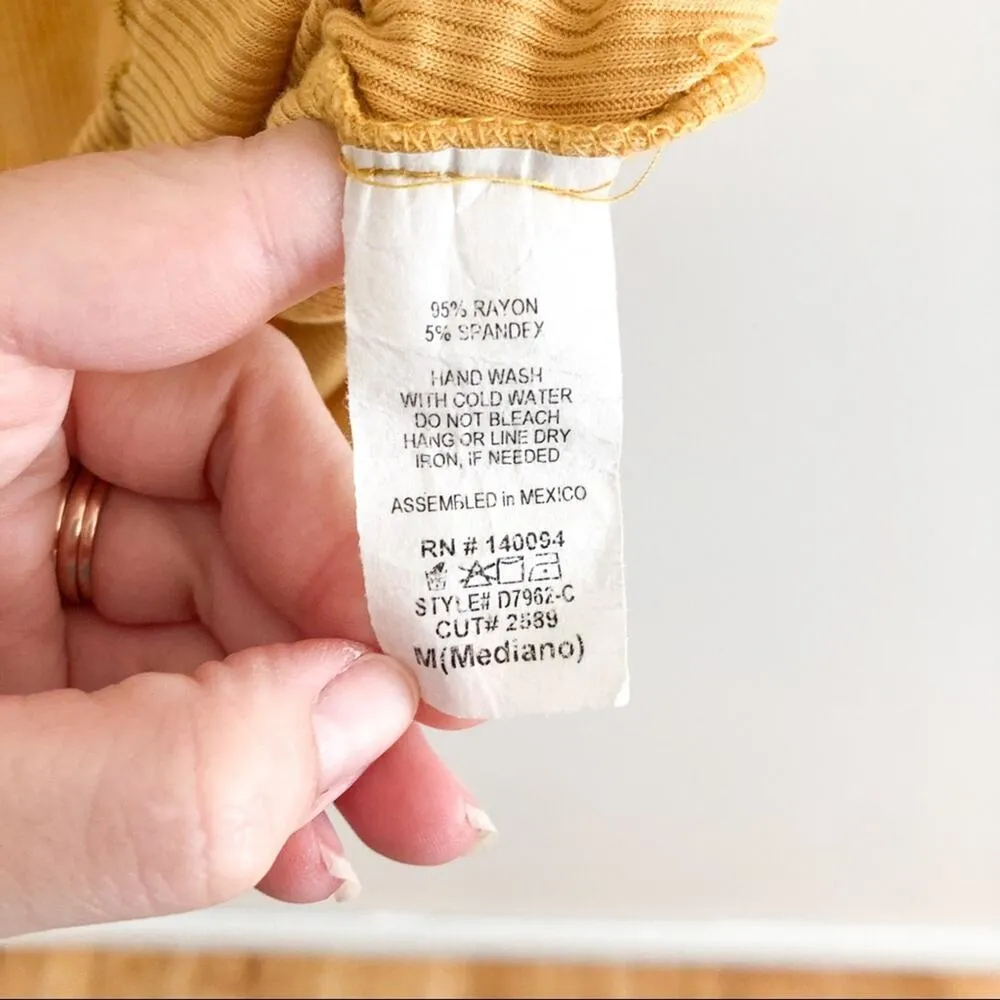 95% RAYON
5% SPANDEX
HAND WASH
WITH COLD WATER
DO NOT BLEACH
HANG OR LINE DRY
IRON, IF NEEDED
ASSEMBLED in MEXICO
RN # 140094
STYLE# D7962-C
CUT# 2589
M(Mediano)